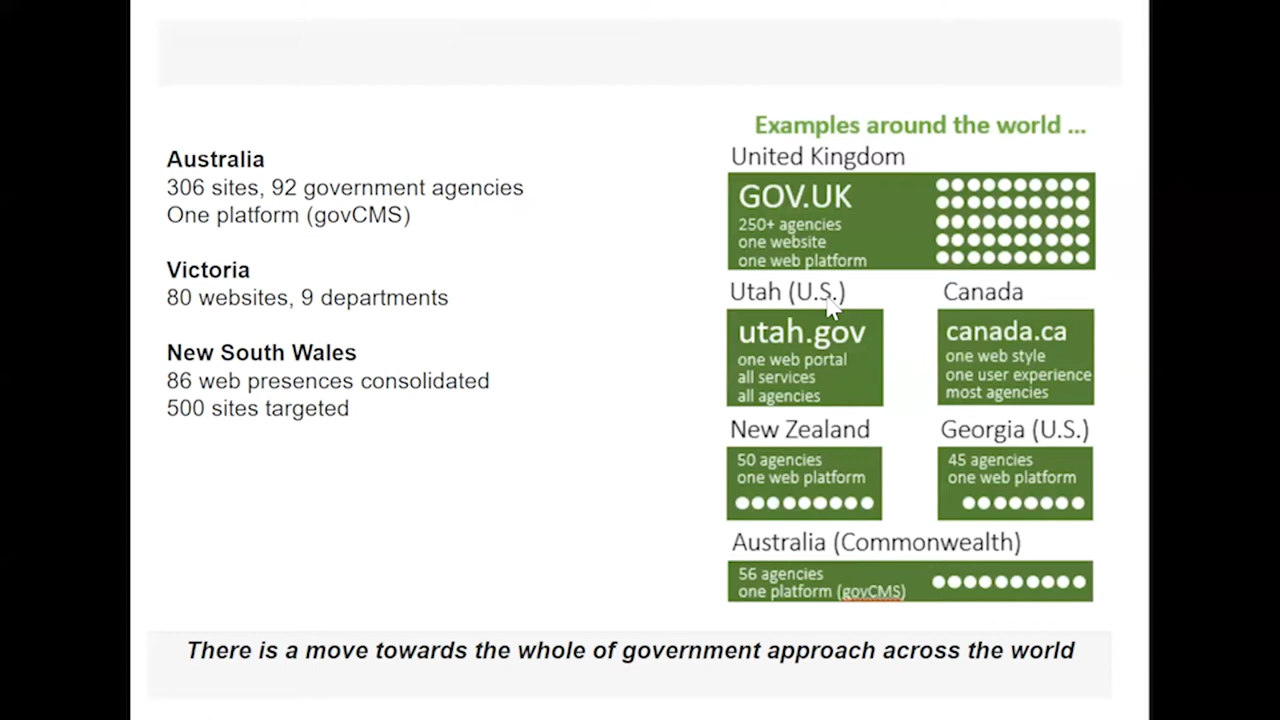 Australia
306 sites, 92 government agencies
One platform (govCMS)
Victoria
80 websites, 9 departments
New South Wales
86 web presences consolidated
500 sites targeted
Examples around the world ...
United Kingdom
GOV.UK
250+ agencies
one website
one web platform
Utah (U.S.)
utah.gov
one web portal
all services
all agencies
Canada
canada.ca
one web style
one user experience
most agencies
New Zealand
50 agencies
one web platform
Georgia (U.S.)
45 agencies
one web platform
Australia (Commonwealth)
56 agencies
one platform (govCMS)
There is a move towards the whole of government approach across the world